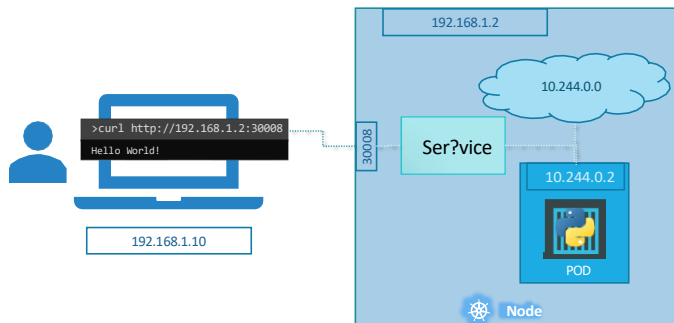 192.168.1.2
10.244.0.0
>curl http://192.168.1.2:30008
Hello World!
30008
Ser?vice
10.244.0.2
POD
192.168.1.10
Node